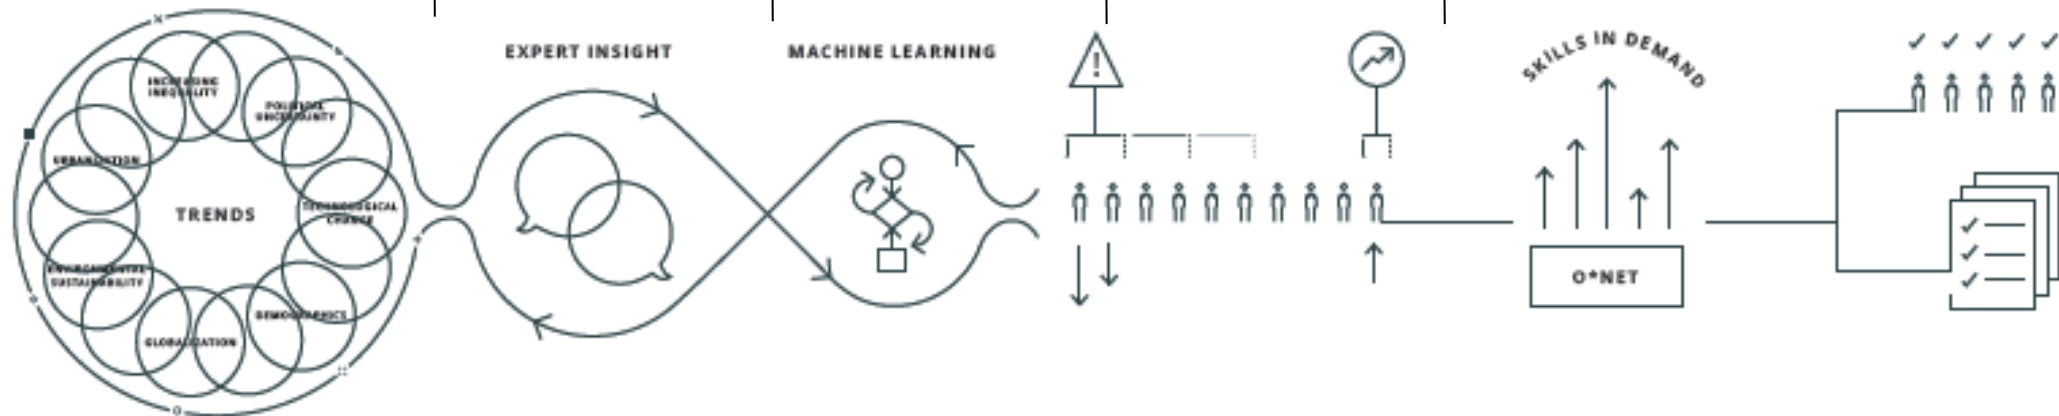 INCREASING
INEQUALITY
POLITICAL
UNCERTAINTY
URBANISATION
TRENDS
TECHNOLOGICAL
CHANGE
ENVIRONMENTAL
SUSTAINABILITY
DEMOGRAPHICS
GLOBALIZATION
EXPERT INSIGHT
MACHINE LEARNING
!
SKILLS IN DEMAND
O*NET